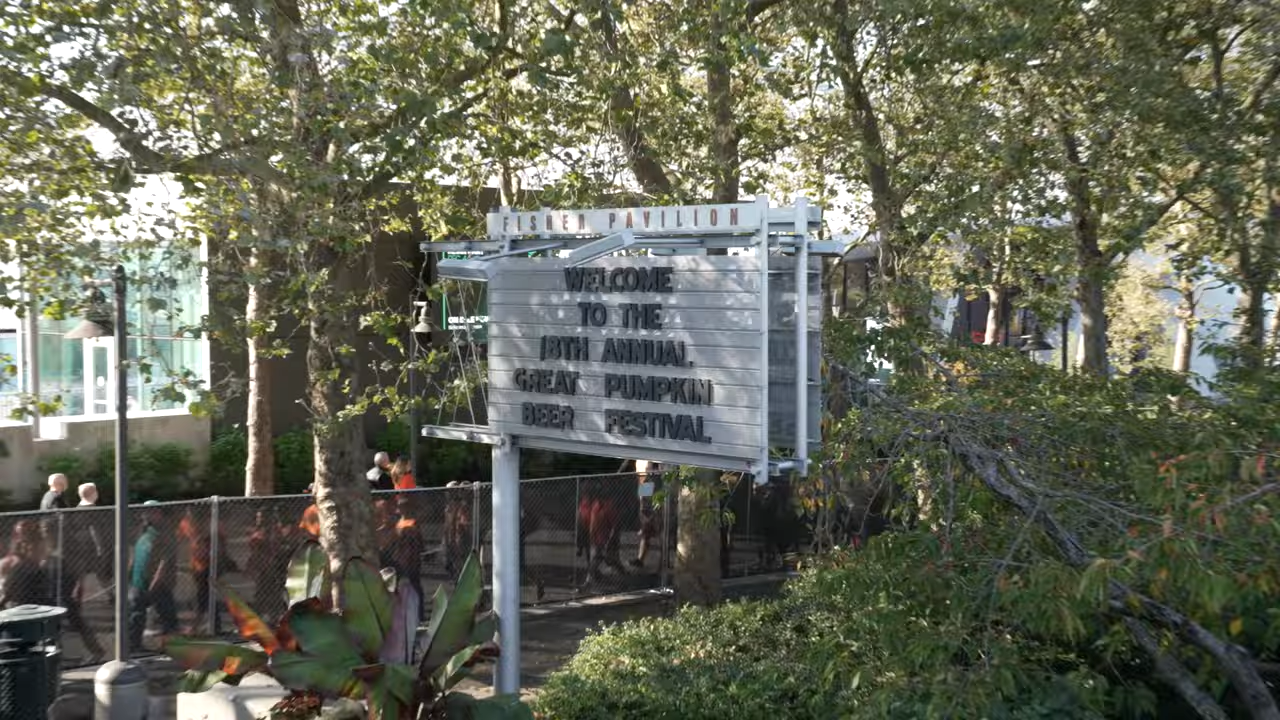 FISHER PAVILION
WELCOME
TO THE
18TH ANNUAL
GREAT PUMPKIN
BEER FESTIVAL